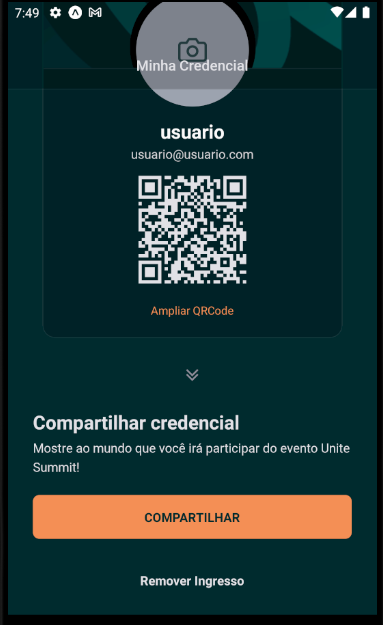 7:49
Minha Credencial
usuario
usuario@usuario.com
Ampliar QRCode
Compartilhar credencial
Mostre ao mundo que você irá participar do evento Unite
Summit!
COMPARTILHAR
Remover Ingresso